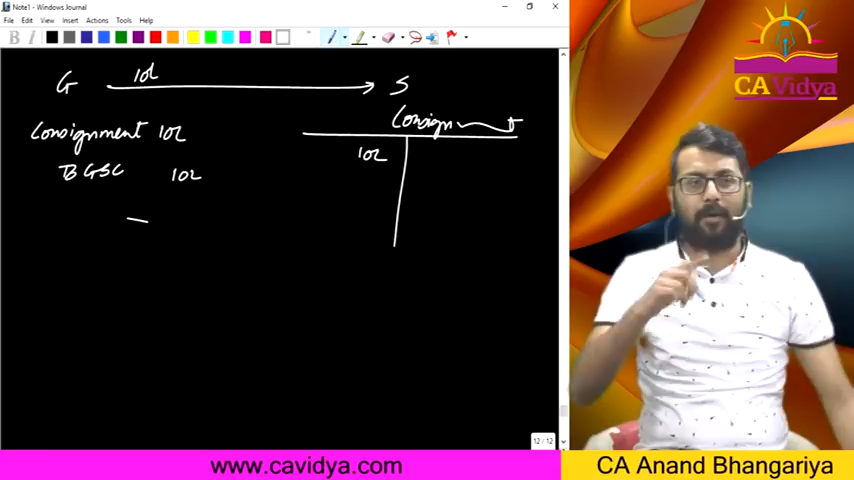 Note1 - Windows Journal
File Edit View Insert Actions Tools Help
B I
CA Vidya
G 10L S
Consignment
Consignment 10L
10L
To GSC 10L
12 / 12
www.cavidya.com
CA Anand Bhangariya